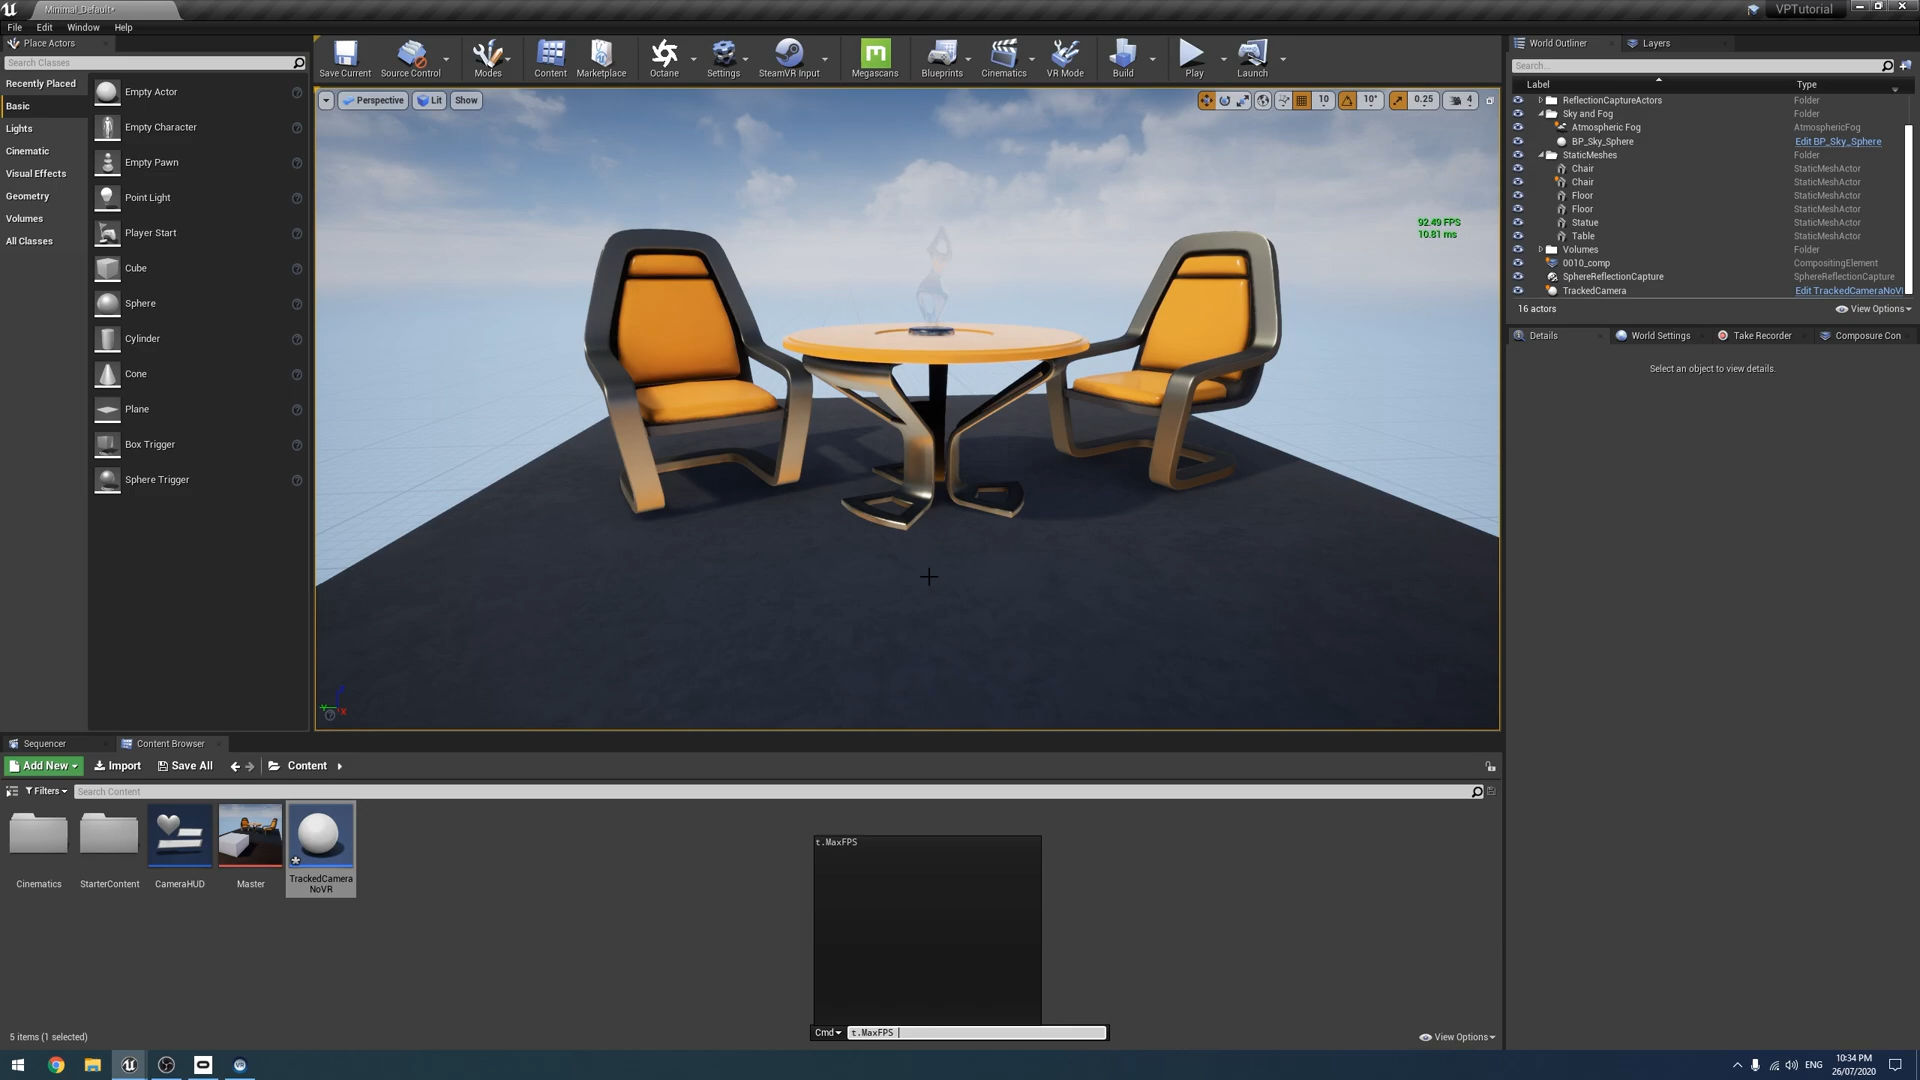 Minimal_Default•
VPTutorial
File Edit Window Help
Place Actors
Search Classes
Recently Placed
Basic
Lights
Cinematic
Visual Effects
Geometry
Volumes
All Classes
Empty Actor
Empty Character
Empty Pawn
Point Light
Player Start
Cube
Sphere
Cylinder
Cone
Plane
Box Trigger
Sphere Trigger
Save Current Source Control Modes Content Marketplace Octane Settings SteamVR Input Megascans Blueprints Cinematics VR Mode Build Play Launch
Perspective Lit Show
10 10° 0.25 4
92.49 FPS
10.81 ms
World Outliner Layers
Search...
Label Type
ReflectionCaptureActors Folder
Sky and Fog Folder
Atmospheric Fog AtmosphericFog
BP_Sky_Sphere Edit BP_Sky_Sphere
StaticMeshes Folder
Chair StaticMeshActor
Chair StaticMeshActor
Floor StaticMeshActor
Floor StaticMeshActor
Statue StaticMeshActor
Table StaticMeshActor
Volumes Folder
0010_comp CompositingElement
SphereReflectionCapture SphereReflectionCapture
TrackedCamera Edit TrackedCameraNoVI
16 actors View Options
Details World Settings Take Recorder Composure Con
Select an object to view details.
Sequencer Content Browser
Add New Import Save All Content
Filters Search Content
Cinematics StarterContent CameraHUD Master TrackedCamera
NoVR
t.MaxFPS
Cmd t.MaxFPS
5 items (1 selected) View Options
ENG
10:34 PM
26/07/2020